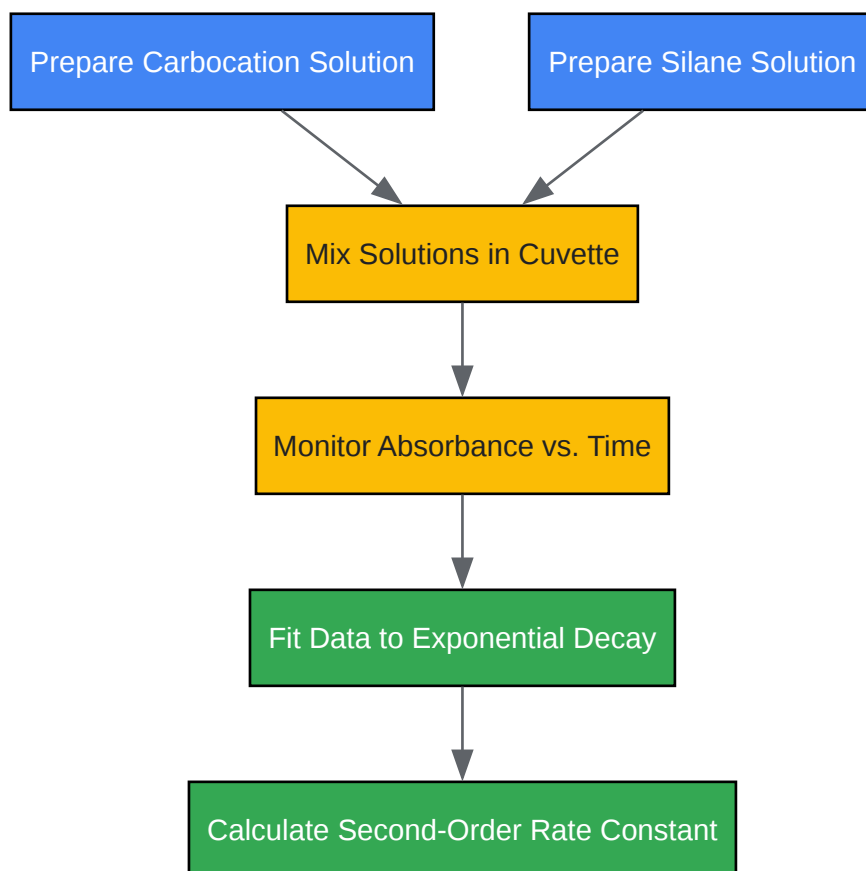 Prepare Carbocation Solution
Prepare Silane Solution
Mix Solutions in Cuvette
Monitor Absorbance vs. Time
Fit Data to Exponential Decay
Calculate Second-Order Rate Constant